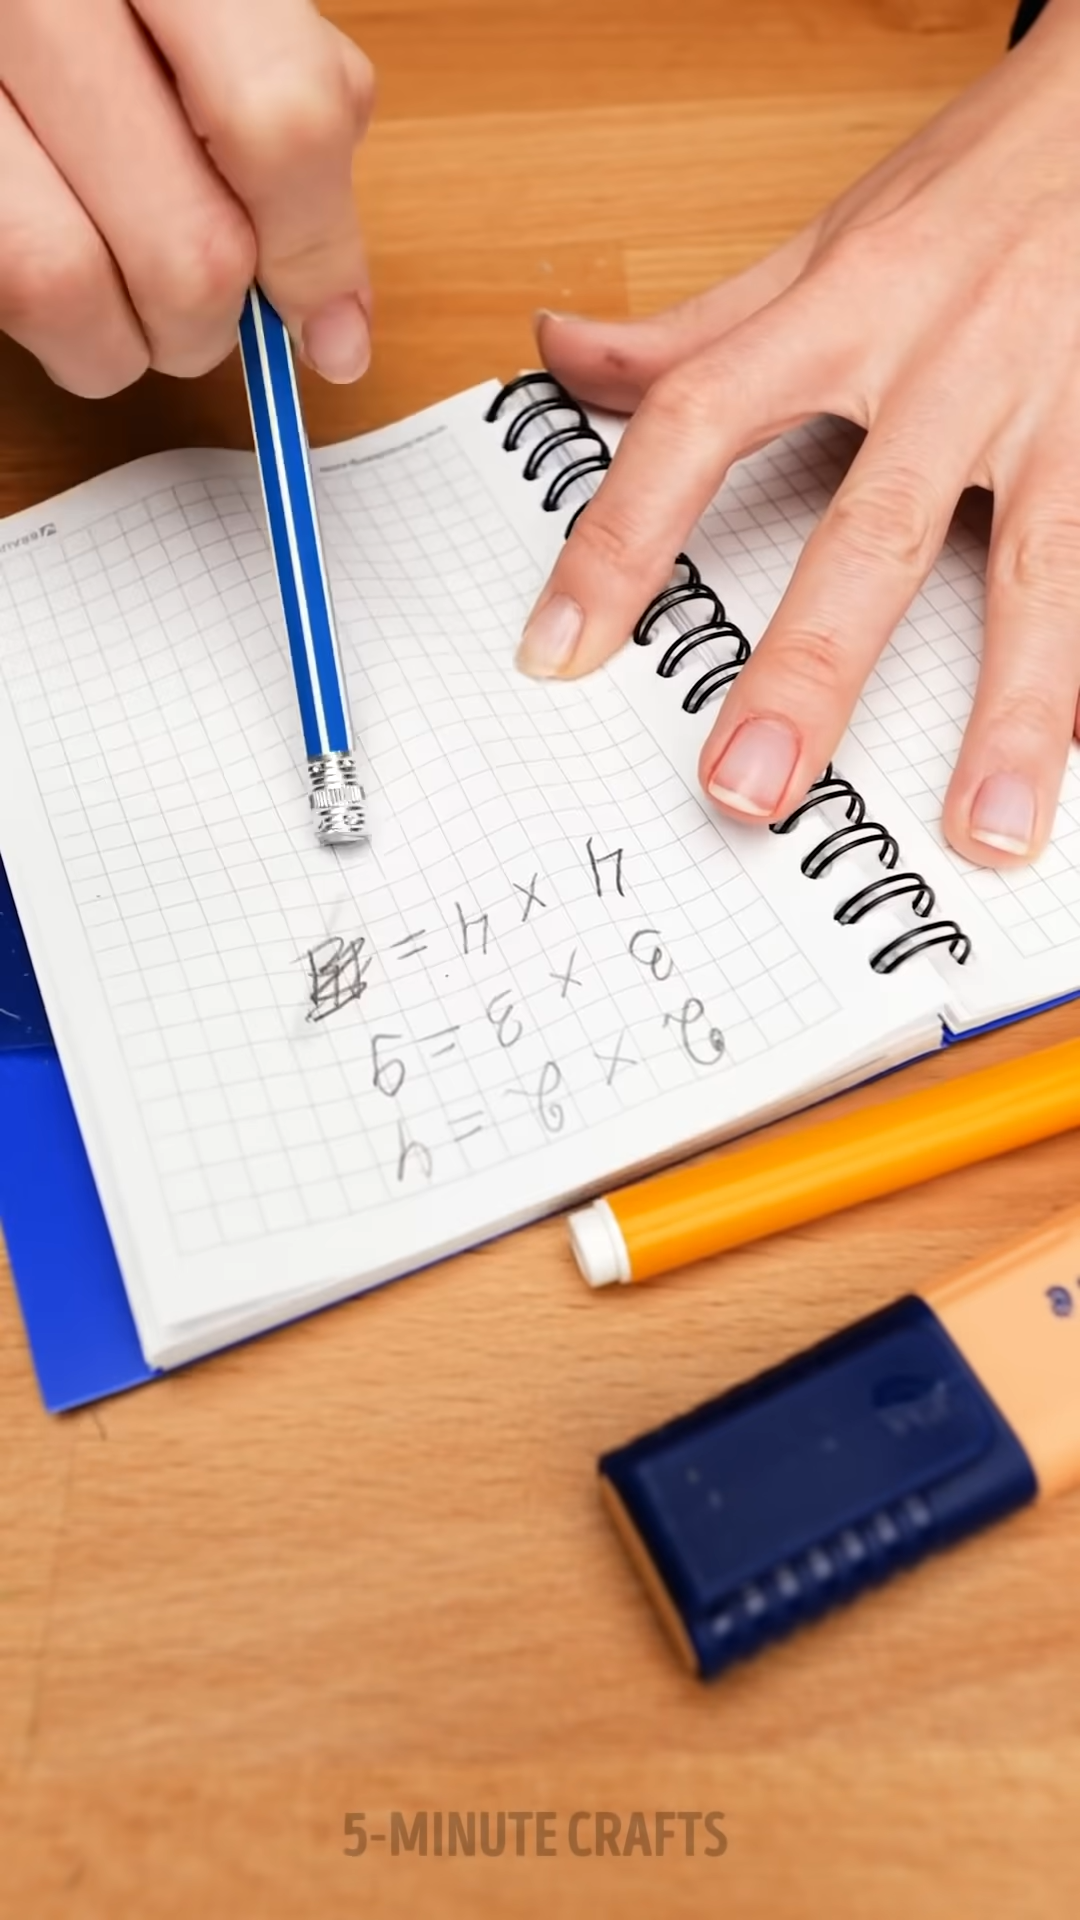 2 x 2 = 4
3 x 3 = 9
4 x 4 =
5-MINUTE CRAFTS